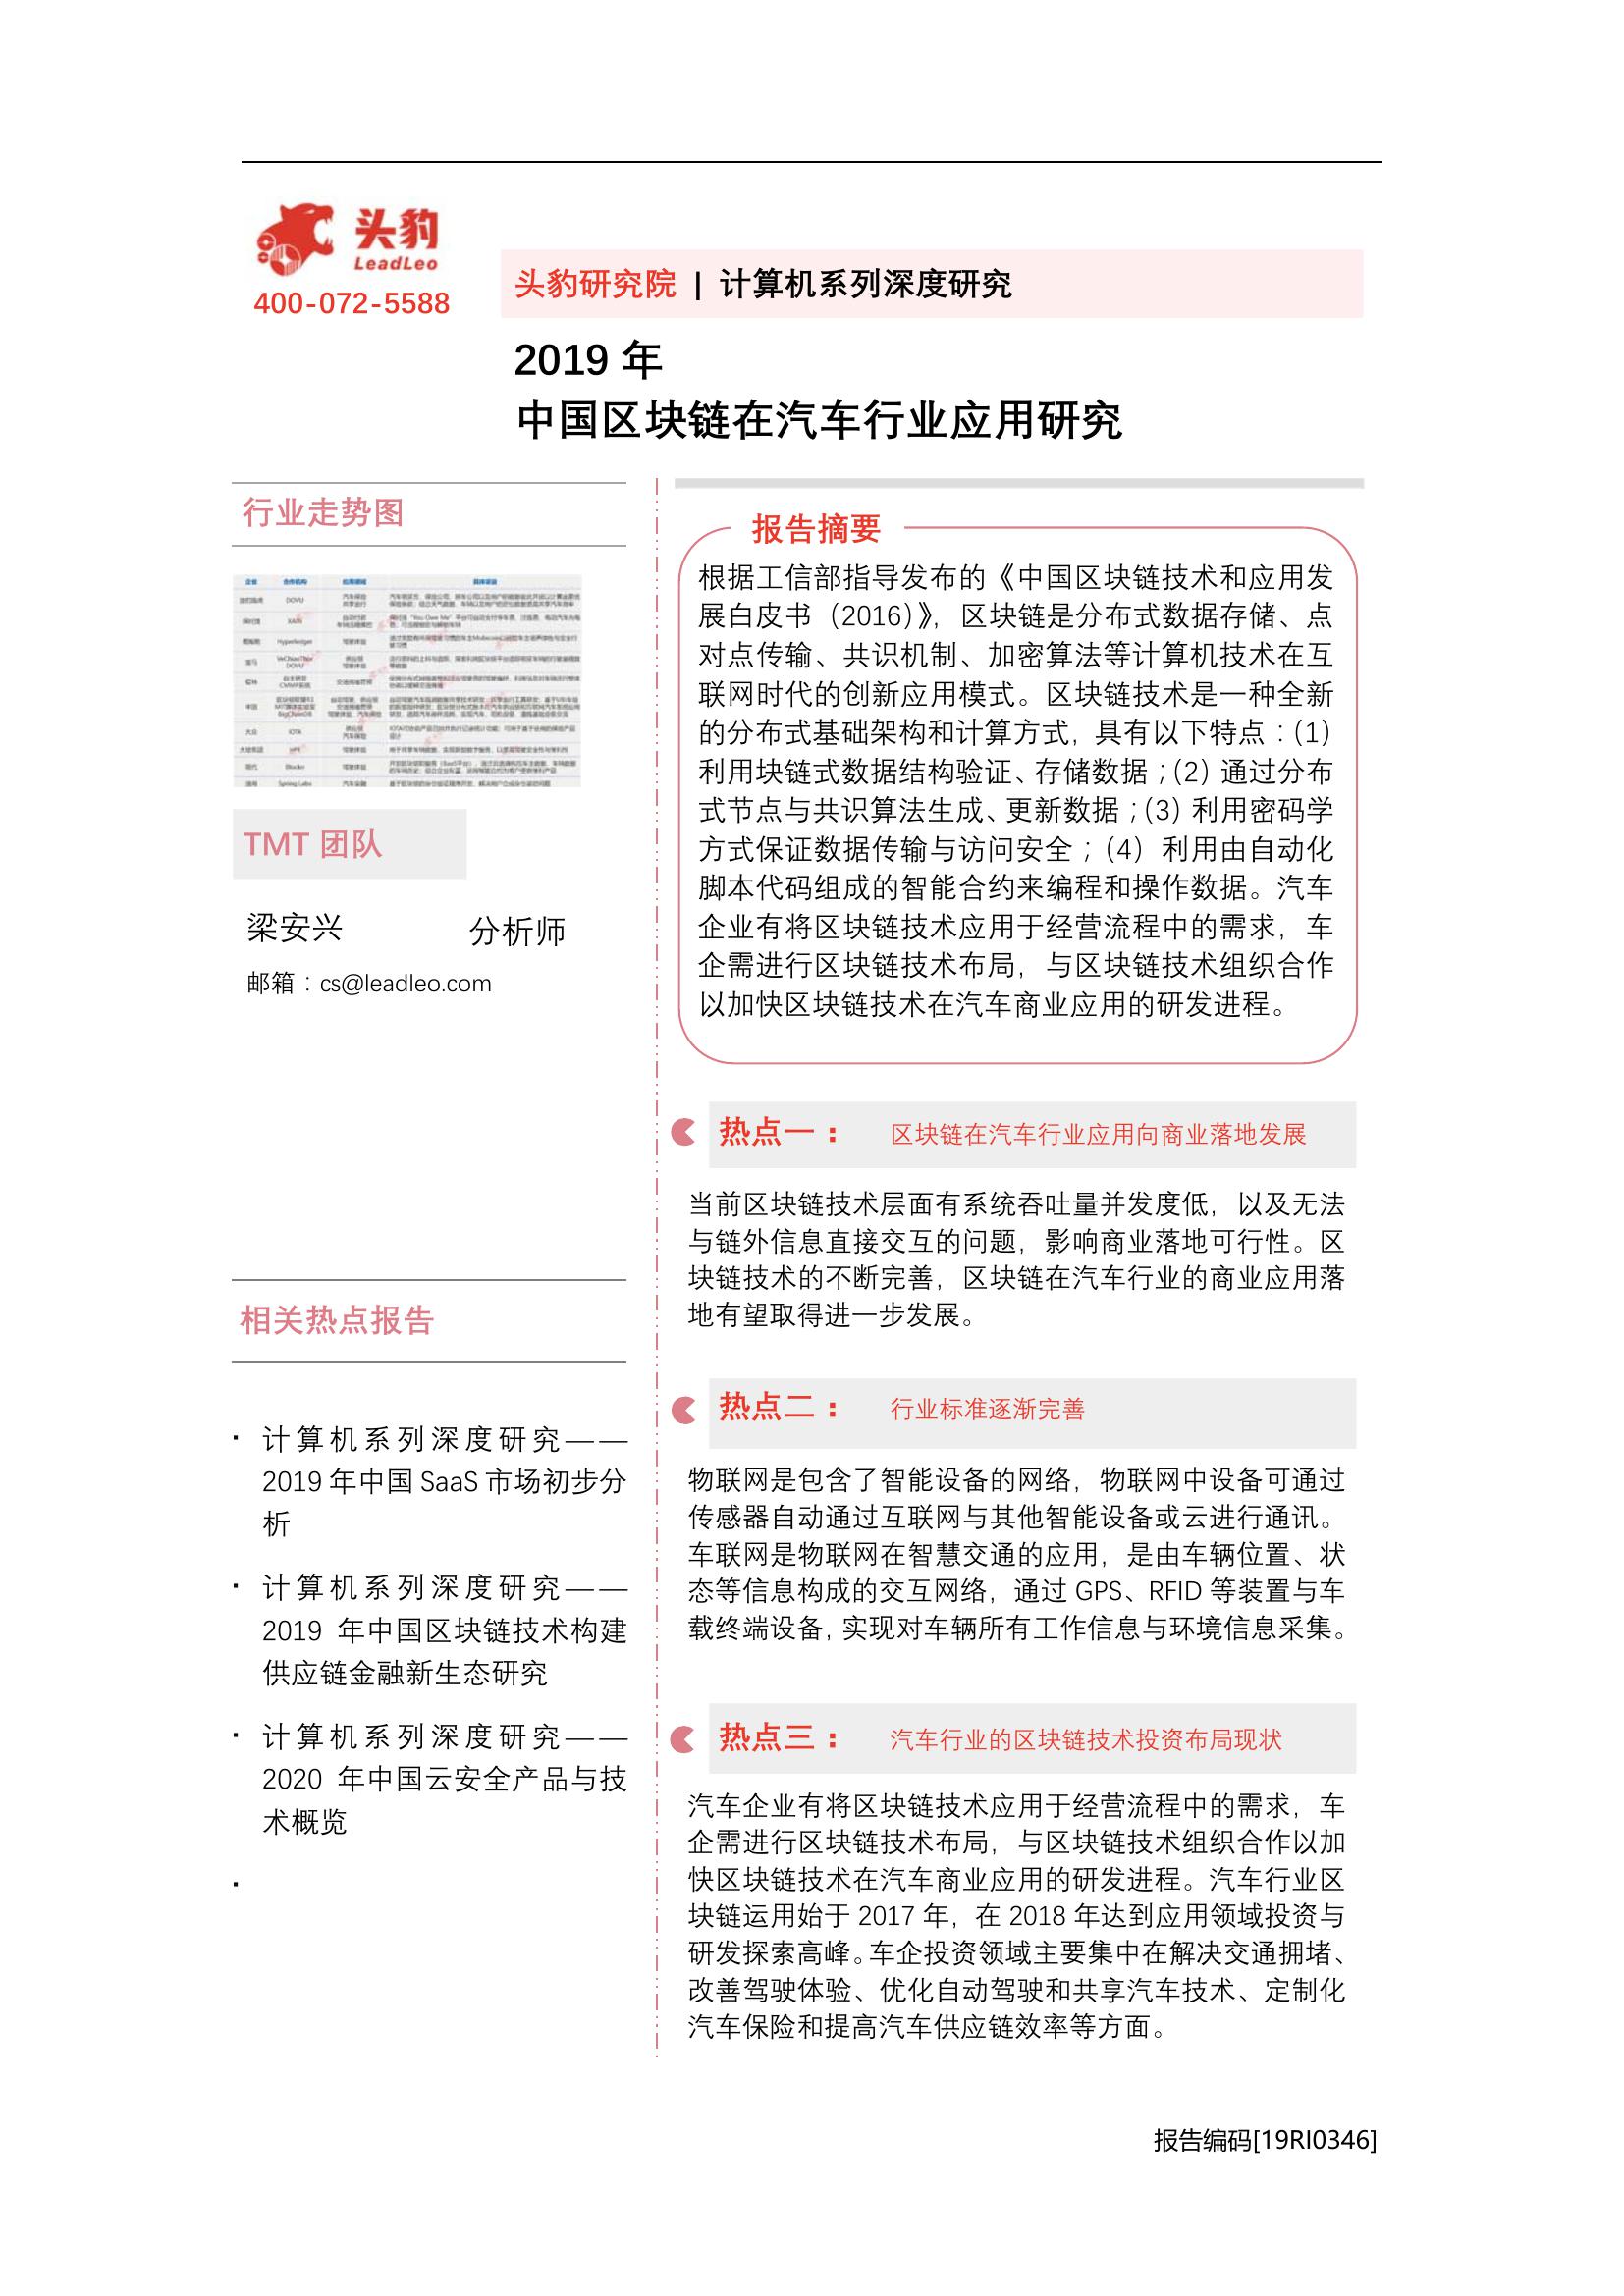 头豹
LeadLeo
400-072-5588
头豹研究院 | 计算机系列深度研究
2019 年
中国区块链在汽车行业应用研究
行业走势图
TMT 团队
梁安兴 分析师
邮箱：cs@leadleo.com
相关热点报告
· 计算机系列深度研究——
2019 年中国 SaaS 市场初步分
析
· 计算机系列深度研究——
2019 年中国区块链技术构建
供应链金融新生态研究
· 计算机系列深度研究——
2020 年中国云安全产品与技
术概览
·
报告摘要
根据工信部指导发布的《中国区块链技术和应用发
展白皮书（2016）》，区块链是分布式数据存储、点
对点传输、共识机制、加密算法等计算机技术在互
联网时代的创新应用模式。区块链技术是一种全新
的分布式基础架构和计算方式，具有以下特点：（1）
利用块链式数据结构验证、存储数据；（2）通过分布
式节点与共识算法生成、更新数据；（3）利用密码学
方式保证数据传输与访问安全；（4）利用由自动化
脚本代码组成的智能合约来编程和操作数据。汽车
企业有将区块链技术应用于经营流程中的需求，车
企需进行区块链技术布局，与区块链技术组织合作
以加快区块链技术在汽车商业应用的研发进程。
热点一： 区块链在汽车行业应用向商业落地发展
当前区块链技术层面有系统吞吐量并发度低，以及无法
与链外信息直接交互的问题，影响商业落地可行性。区
块链技术的不断完善，区块链在汽车行业的商业应用落
地有望取得进一步发展。
热点二： 行业标准逐渐完善
物联网是包含了智能设备的网络，物联网中设备可通过
传感器自动通过互联网与其他智能设备或云进行通讯。
车联网是物联网在智慧交通的应用，是由车辆位置、状
态等信息构成的交互网络，通过 GPS、RFID 等装置与车
载终端设备，实现对车辆所有工作信息与环境信息采集。
热点三： 汽车行业的区块链技术投资布局现状
汽车企业有将区块链技术应用于经营流程中的需求，车
企需进行区块链技术布局，与区块链技术组织合作以加
快区块链技术在汽车商业应用的研发进程。汽车行业区
块链运用始于 2017 年，在 2018 年达到应用领域投资与
研发探索高峰。车企投资领域主要集中在解决交通拥堵、
改善驾驶体验、优化自动驾驶和共享汽车技术、定制化
汽车保险和提高汽车供应链效率等方面。
报告编码[19RI0346]